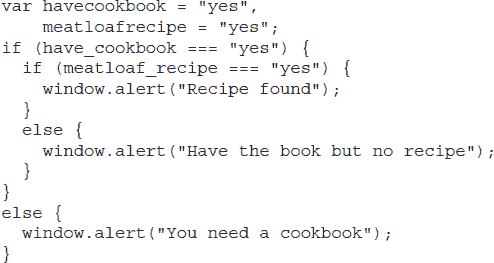 var havecookbook = "yes",
    meatloafrecipe = "yes";
if (have_cookbook === "yes") {
  if (meatloaf_recipe === "yes") {
    window.alert("Recipe found");
  }
  else {
    window.alert("Have the book but no recipe");
  }
}
else {
  window.alert("You need a cookbook");
}